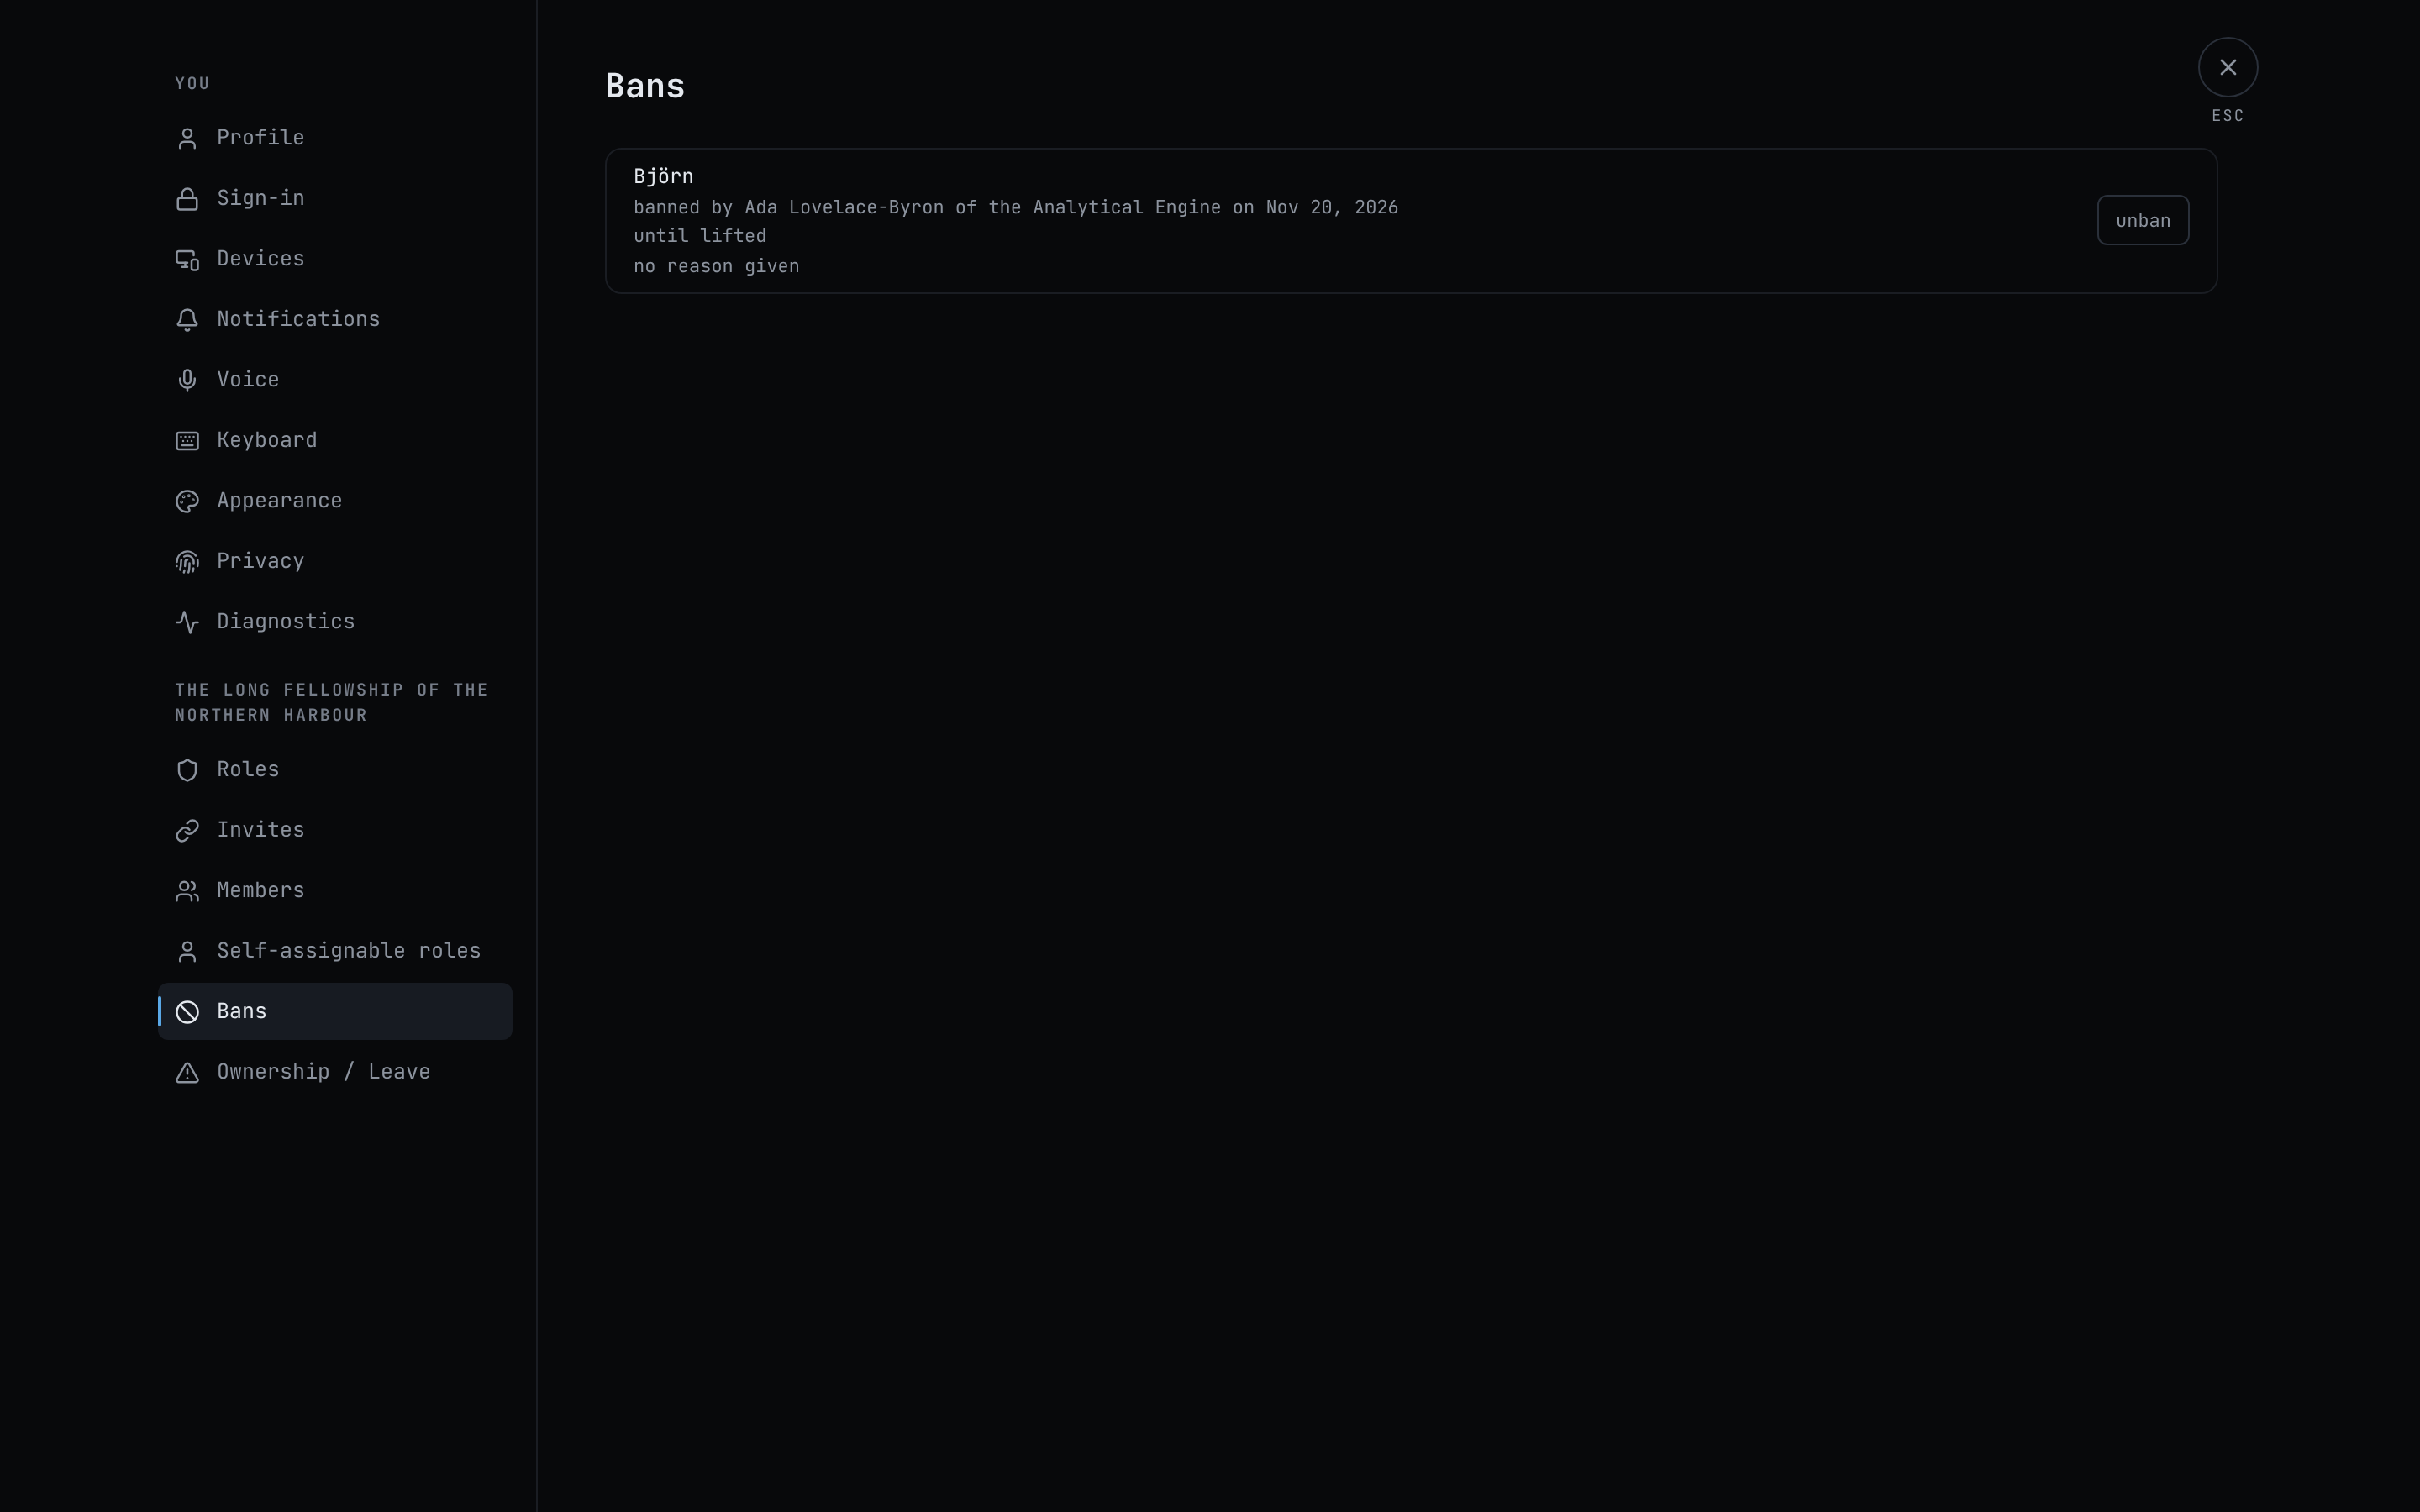 YOU
Profile
Sign-in
Devices
Notifications
Voice
Keyboard
Appearance
Privacy
Diagnostics
THE LONG FELLOWSHIP OF THE
NORTHERN HARBOUR
Roles
Invites
Members
Self-assignable roles
Bans
Ownership / Leave
Bans
ESC
Björn
banned by Ada Lovelace-Byron of the Analytical Engine on Nov 20, 2026
until lifted
no reason given
unban